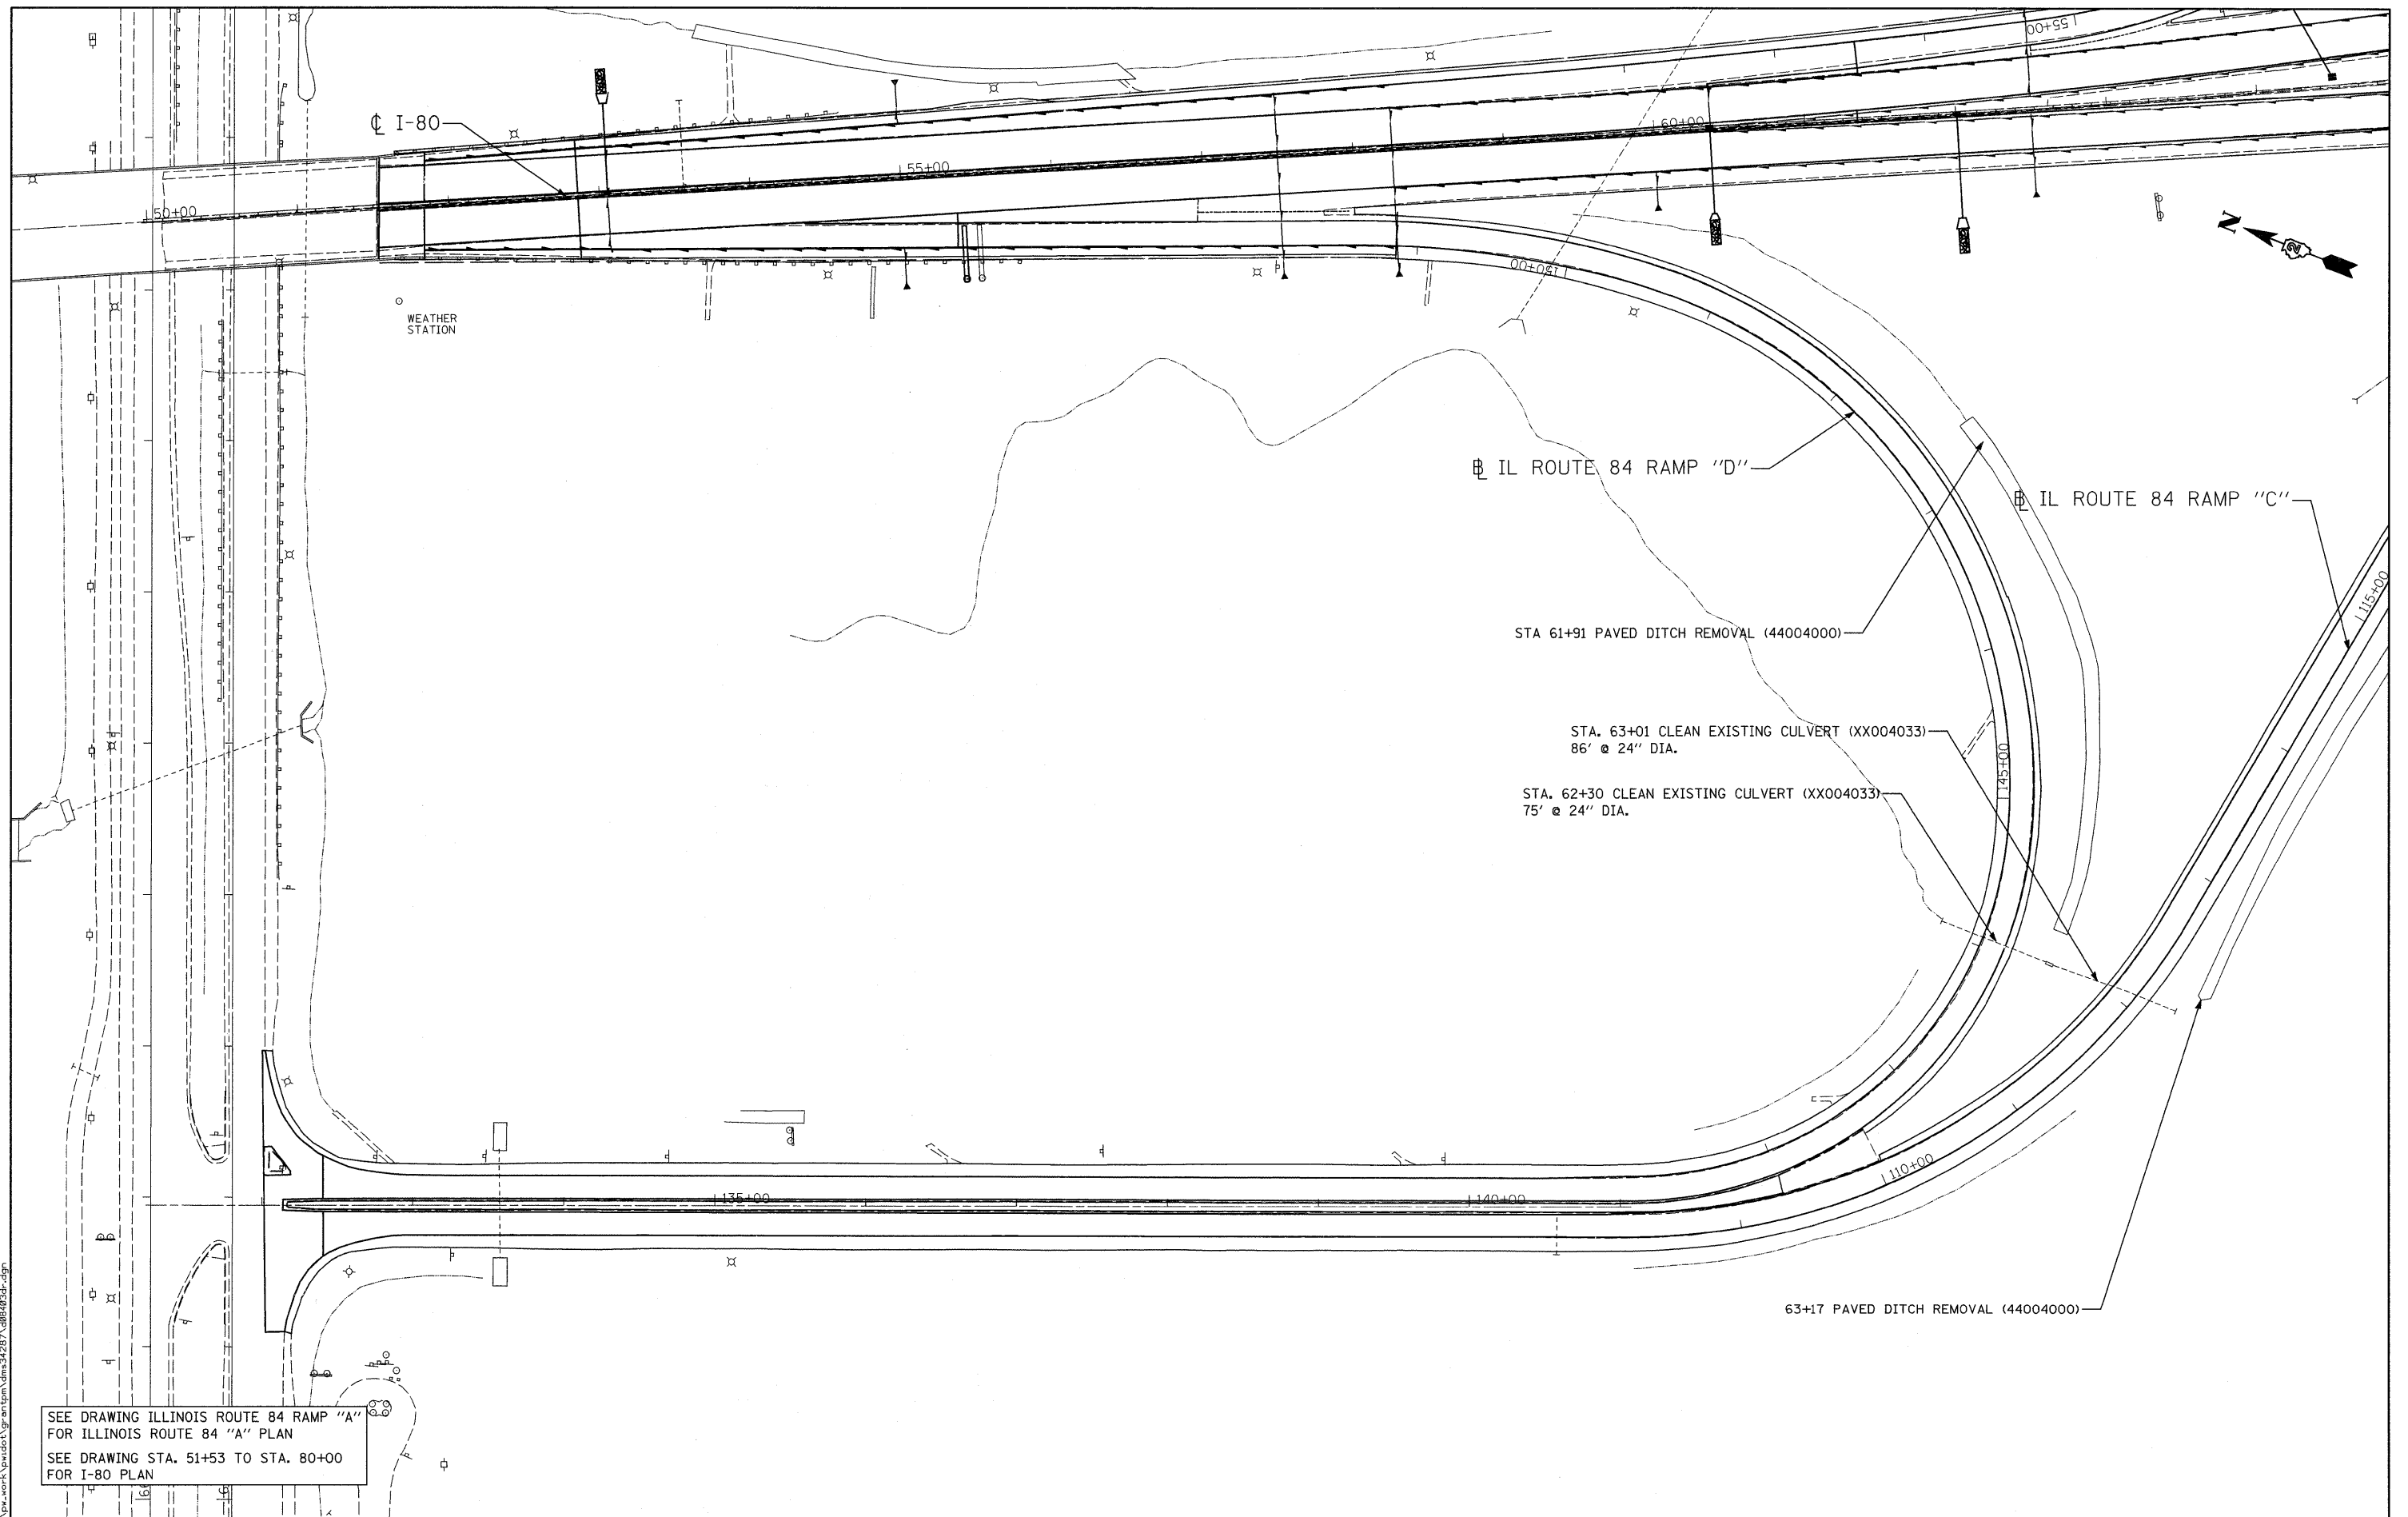 55+00
℄ I-80
60+00
55+00
50+00
N
2
150+00
WEATHER
STATION
⅊ IL ROUTE 84 RAMP "D"
⅊ IL ROUTE 84 RAMP "C"
115+00
STA 61+91 PAVED DITCH REMOVAL (44004000)
STA. 63+01 CLEAN EXISTING CULVERT (XX004033)
86' @ 24" DIA.
145+00
STA. 62+30 CLEAN EXISTING CULVERT (XX004033)
75' @ 24" DIA.
110+00
135+00
140+00
63+17 PAVED DITCH REMOVAL (44004000)
SEE DRAWING ILLINOIS ROUTE 84 RAMP "A"
FOR ILLINOIS ROUTE 84 "A" PLAN
SEE DRAWING STA. 51+53 TO STA. 80+00
FOR I-80 PLAN